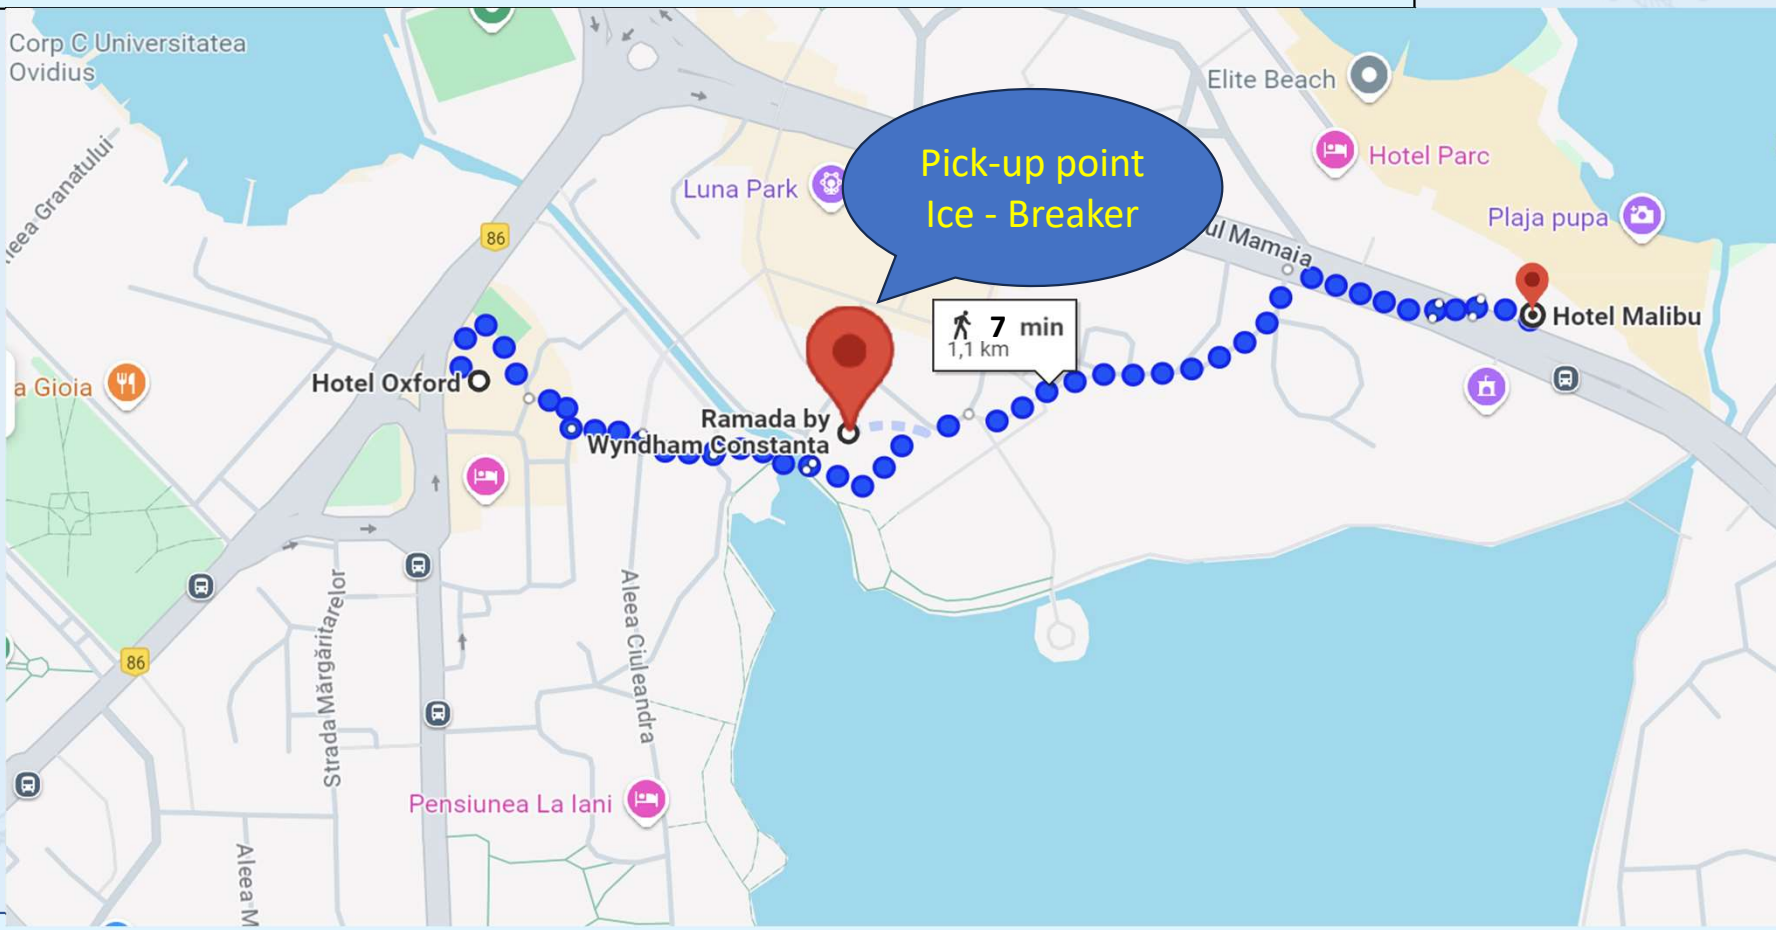 Corp C Universitatea
Ovidius
Elite Beach
Pick-up point
Ice - Breaker
Hotel Parc
Luna Park
Plaja pupa
86
ul Mamaia
7 min
1,1 km
Hotel Malibu
a Gioia
Hotel Oxford
Ramada by
Wyndham Constanta
Aleea Ciuleandra
Strada Mărgăritarelor
86
Pensiunea La Iani
Aleea M
leea Granatului